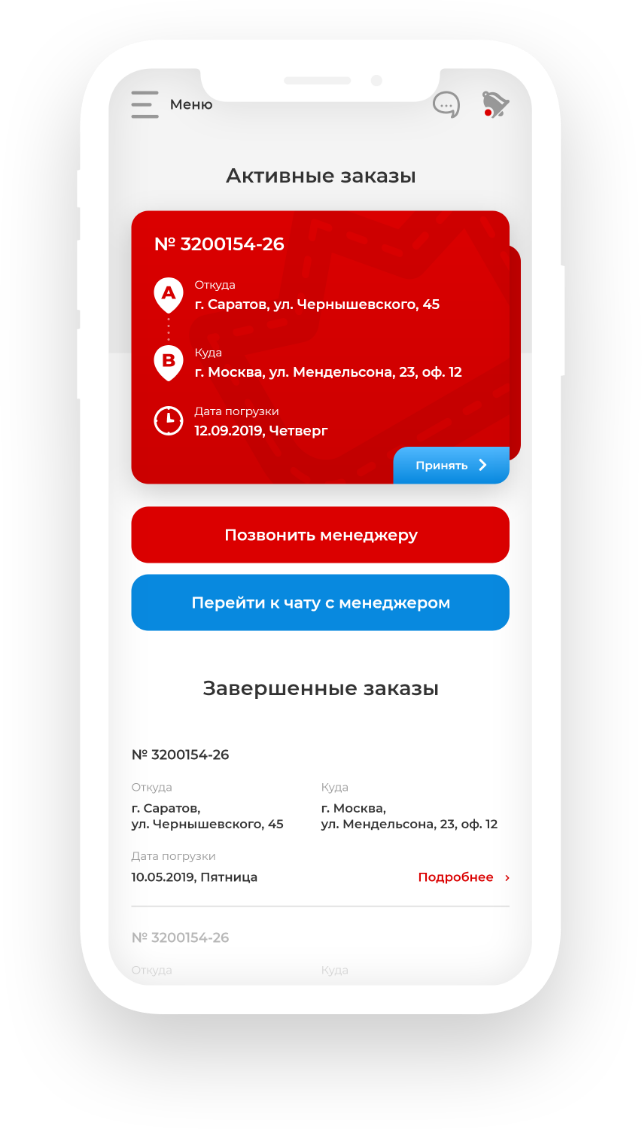 Меню
Активные заказы
№ 3200154-26
A
Откуда
г. Саратов, ул. Чернышевского, 45
B
Куда
г. Москва, ул. Мендельсона, 23, оф. 12
Дата погрузки
12.09.2019, Четверг
Принять
Позвонить менеджеру
Перейти к чату с менеджером
Завершенные заказы
№ 3200154-26
Откуда
Куда
г. Саратов,
ул. Чернышевского, 45
г. Москва,
ул. Мендельсона, 23, оф. 12
Дата погрузки
10.05.2019, Пятница
Подробнее
№ 3200154-26
Откуда
Куда